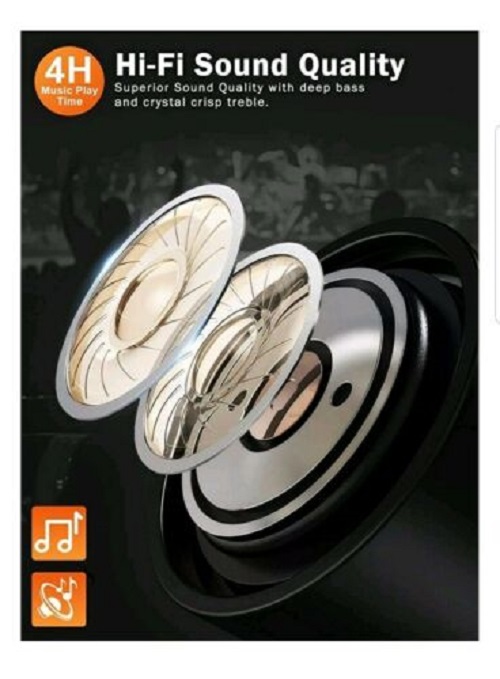 4H
Music Play
Time
Hi-Fi Sound Quality
Superior Sound Quality with deep bass
and crystal crisp treble.